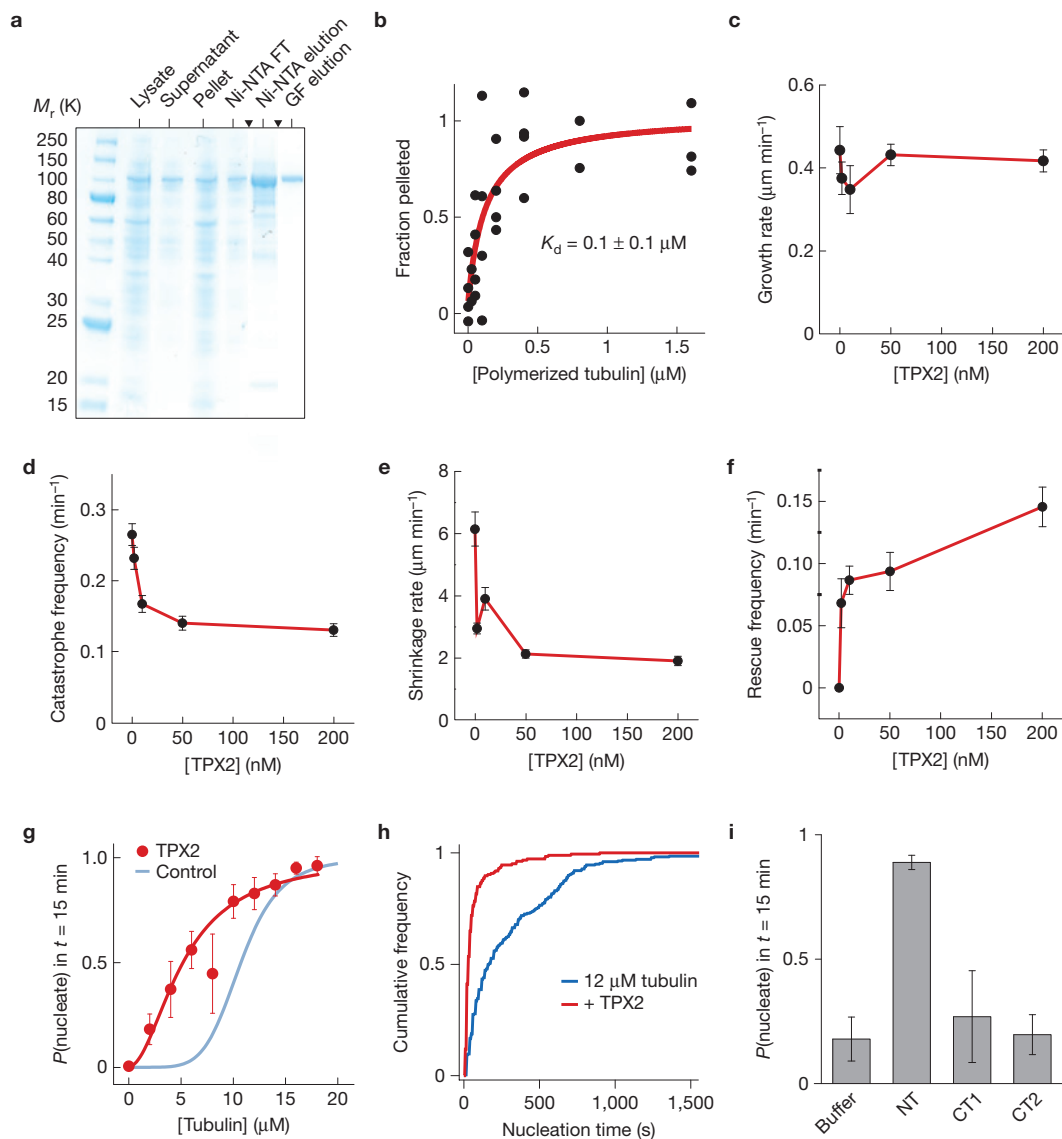 a
M_r (K)
Lysate
Supernatant
Pellet
Ni-NTA FT
Ni-NTA elution
GF elution
250
150
100
80
60
50
40
30
25
20
15
b
Fraction pelleted
1
0.5
0
K_d = 0.1 ± 0.1 μM
0 0.5 1.0 1.5
[Polymerized tubulin] (μM)
c
Growth rate (μm min⁻¹)
0.6
0.4
0.2
0
0 50 100 150 200
[TPX2] (nM)
d
Catastrophe frequency (min⁻¹)
0.3
0.2
0.1
0
0 50 100 150 200
[TPX2] (nM)
e
Shrinkage rate (μm min⁻¹)
8
6
4
2
0
0 50 100 150 200
[TPX2] (nM)
f
Rescue frequency (min⁻¹)
0.15
0.10
0.05
0
0 50 100 150 200
[TPX2] (nM)
g
P(nucleate) in t = 15 min
1.0
0.5
0
TPX2
Control
0 5 10 15 20
[Tubulin] (μM)
h
Cumulative frequency
1
0.5
0
12 μM tubulin
+ TPX2
0 500 1,000 1,500
Nucleation time (s)
i
P(nucleate) in t = 15 min
1
0.5
0
Buffer
NT
CT1
CT2